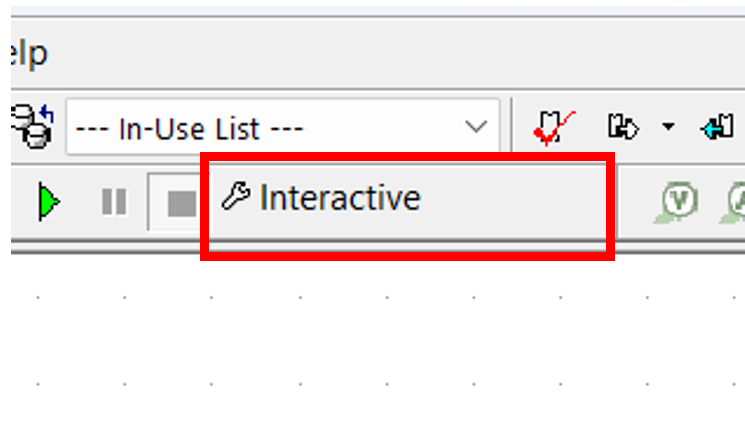 elp
--- In-Use List ---
Interactive
V